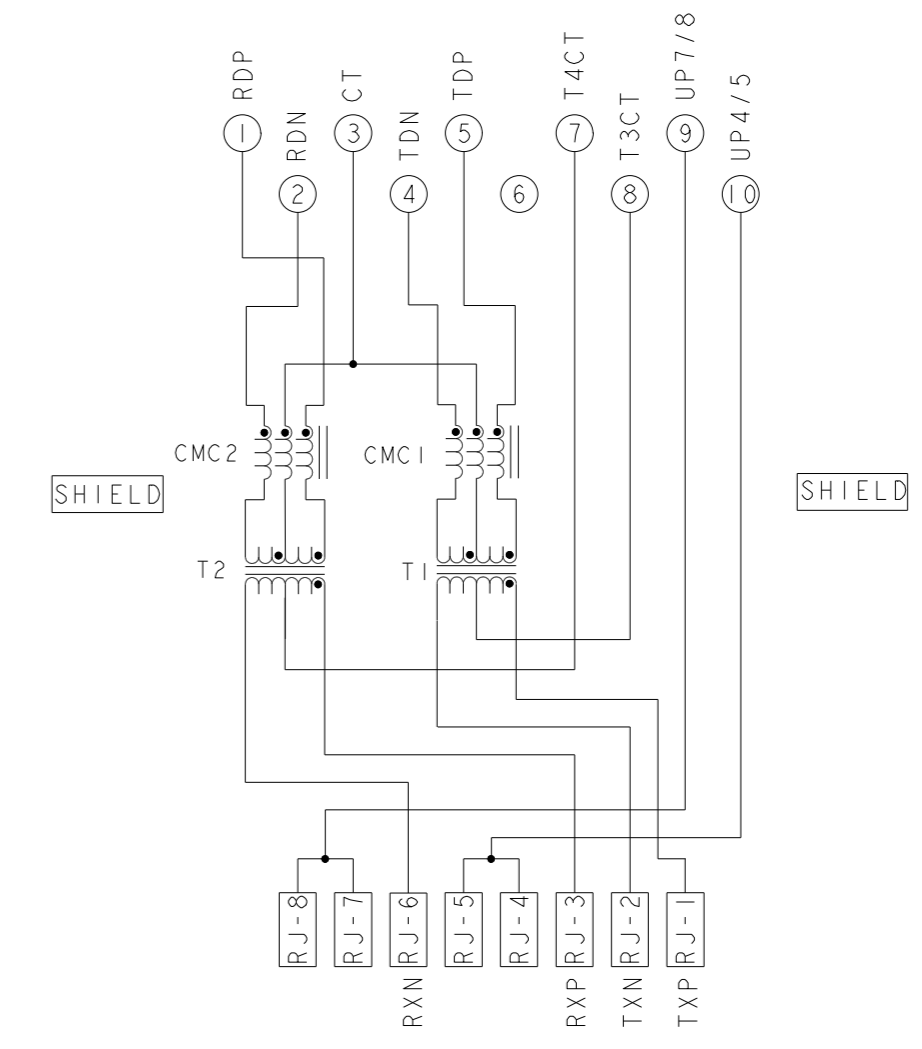 RDP
RDN
CT
TDN
TDP
T4CT
T3CT
UP7/8
UP4/5
1
2
3
4
5
6
7
8
9
10
CMC2
CMC1
SHIELD
SHIELD
T2
T1
RJ-8
RJ-7
RJ-6
RJ-5
RJ-4
RJ-3
RJ-2
RJ-1
RXN
RXP
TXN
TXP